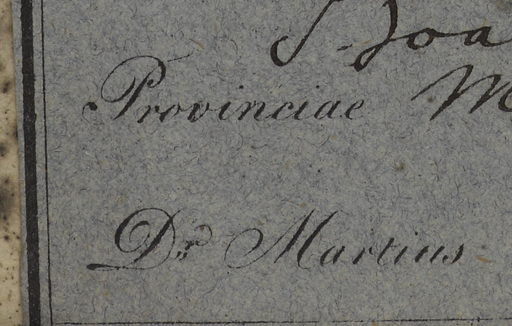 S. Joa
Provinciae M
Dr Martius